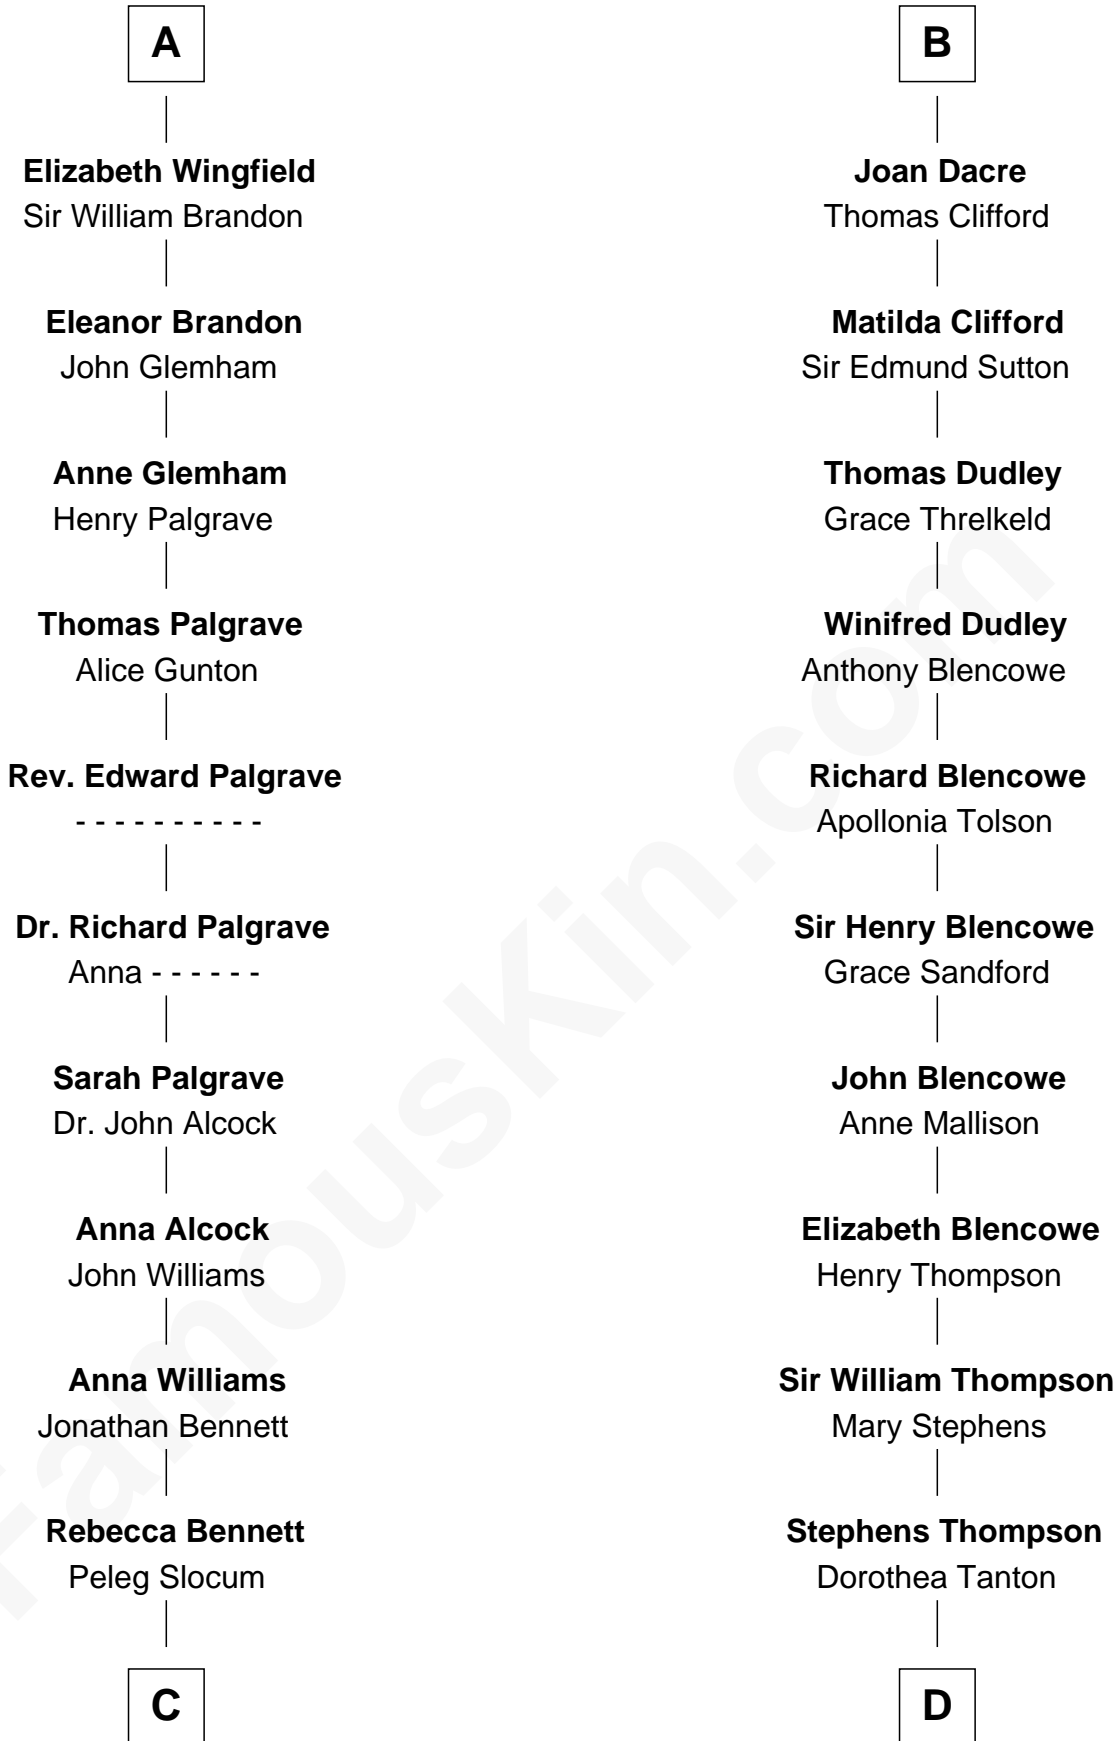 A
Elizabeth Wingfield
Sir William Brandon
Eleanor Brandon
John Glemham
Anne Glemham
Henry Palgrave
Thomas Palgrave
Alice Gunton
Rev. Edward Palgrave
- - - - - - - - - -
Dr. Richard Palgrave
Anna - - - - - -
Sarah Palgrave
Dr. John Alcock
Anna Alcock
John Williams
Anna Williams
Jonathan Bennett
Rebecca Bennett
Peleg Slocum
C
B
Joan Dacre
Thomas Clifford
Matilda Clifford
Sir Edmund Sutton
Thomas Dudley
Grace Threlkeld
Winifred Dudley
Anthony Blencowe
Richard Blencowe
Apollonia Tolson
Sir Henry Blencowe
Grace Sandford
John Blencowe
Anne Mallison
Elizabeth Blencowe
Henry Thompson
Sir William Thompson
Mary Stephens
Stephens Thompson
Dorothea Tanton
D
FamousKin.com